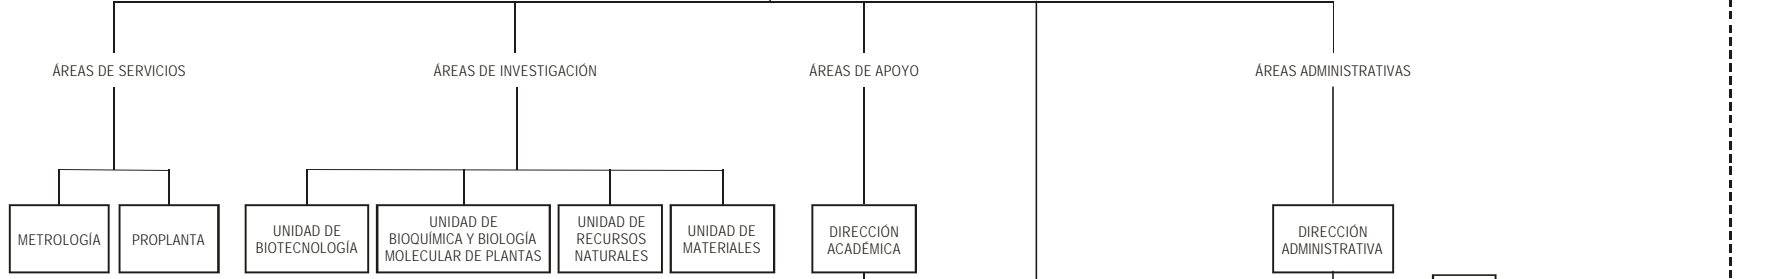 ÁREAS DE SERVICIOS
ÁREAS DE INVESTIGACIÓN
ÁREAS DE APOYO
ÁREAS ADMINISTRATIVAS
METROLOGÍA
PROPLANTA
UNIDAD DE
BIOTECNOLOGÍA
UNIDAD DE
BIOQUÍMICA Y BIOLOGÍA
MOLECULAR DE PLANTAS
UNIDAD DE
RECURSOS
NATURALES
UNIDAD DE
MATERIALES
DIRECCIÓN
ACADÉMICA
DIRECCIÓN
ADMINISTRATIVA